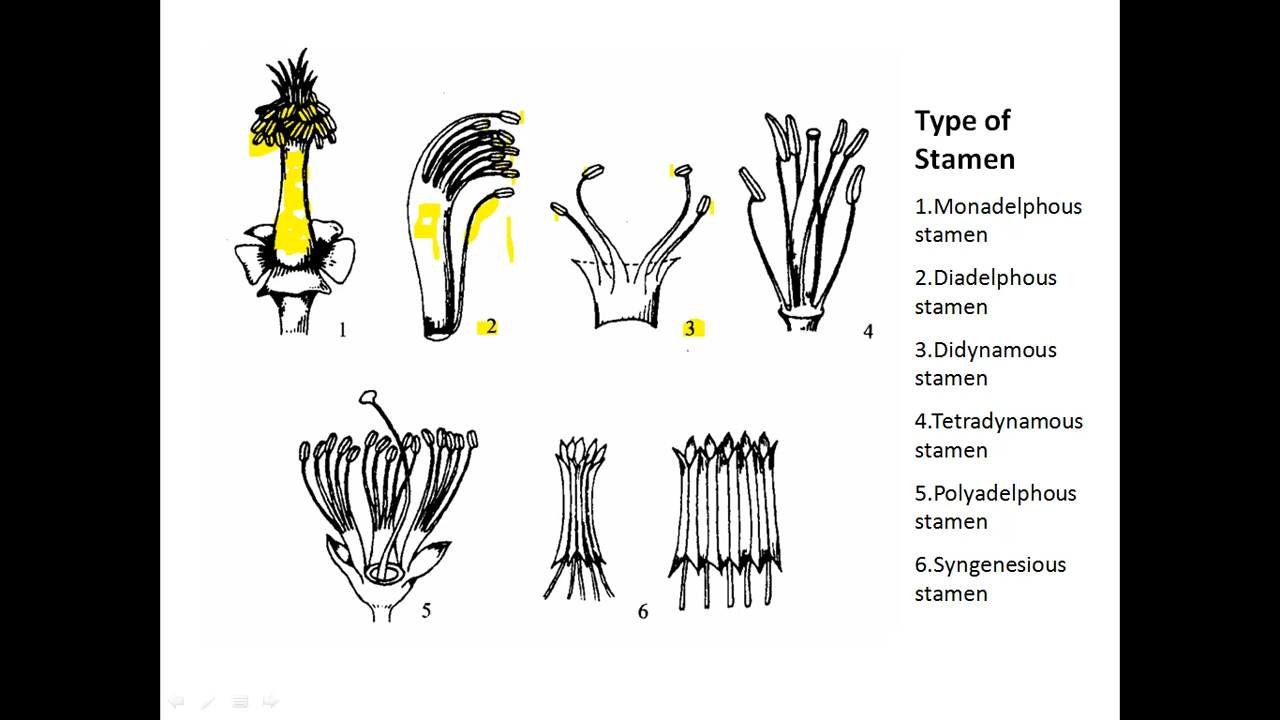 Type of
Stamen
1.Monadelphous
stamen
2.Diadelphous
stamen
3.Didynamous
stamen
4.Tetradynamous
stamen
5.Polyadelphous
stamen
6.Syngenesious
stamen
1
2
3
4
5
6